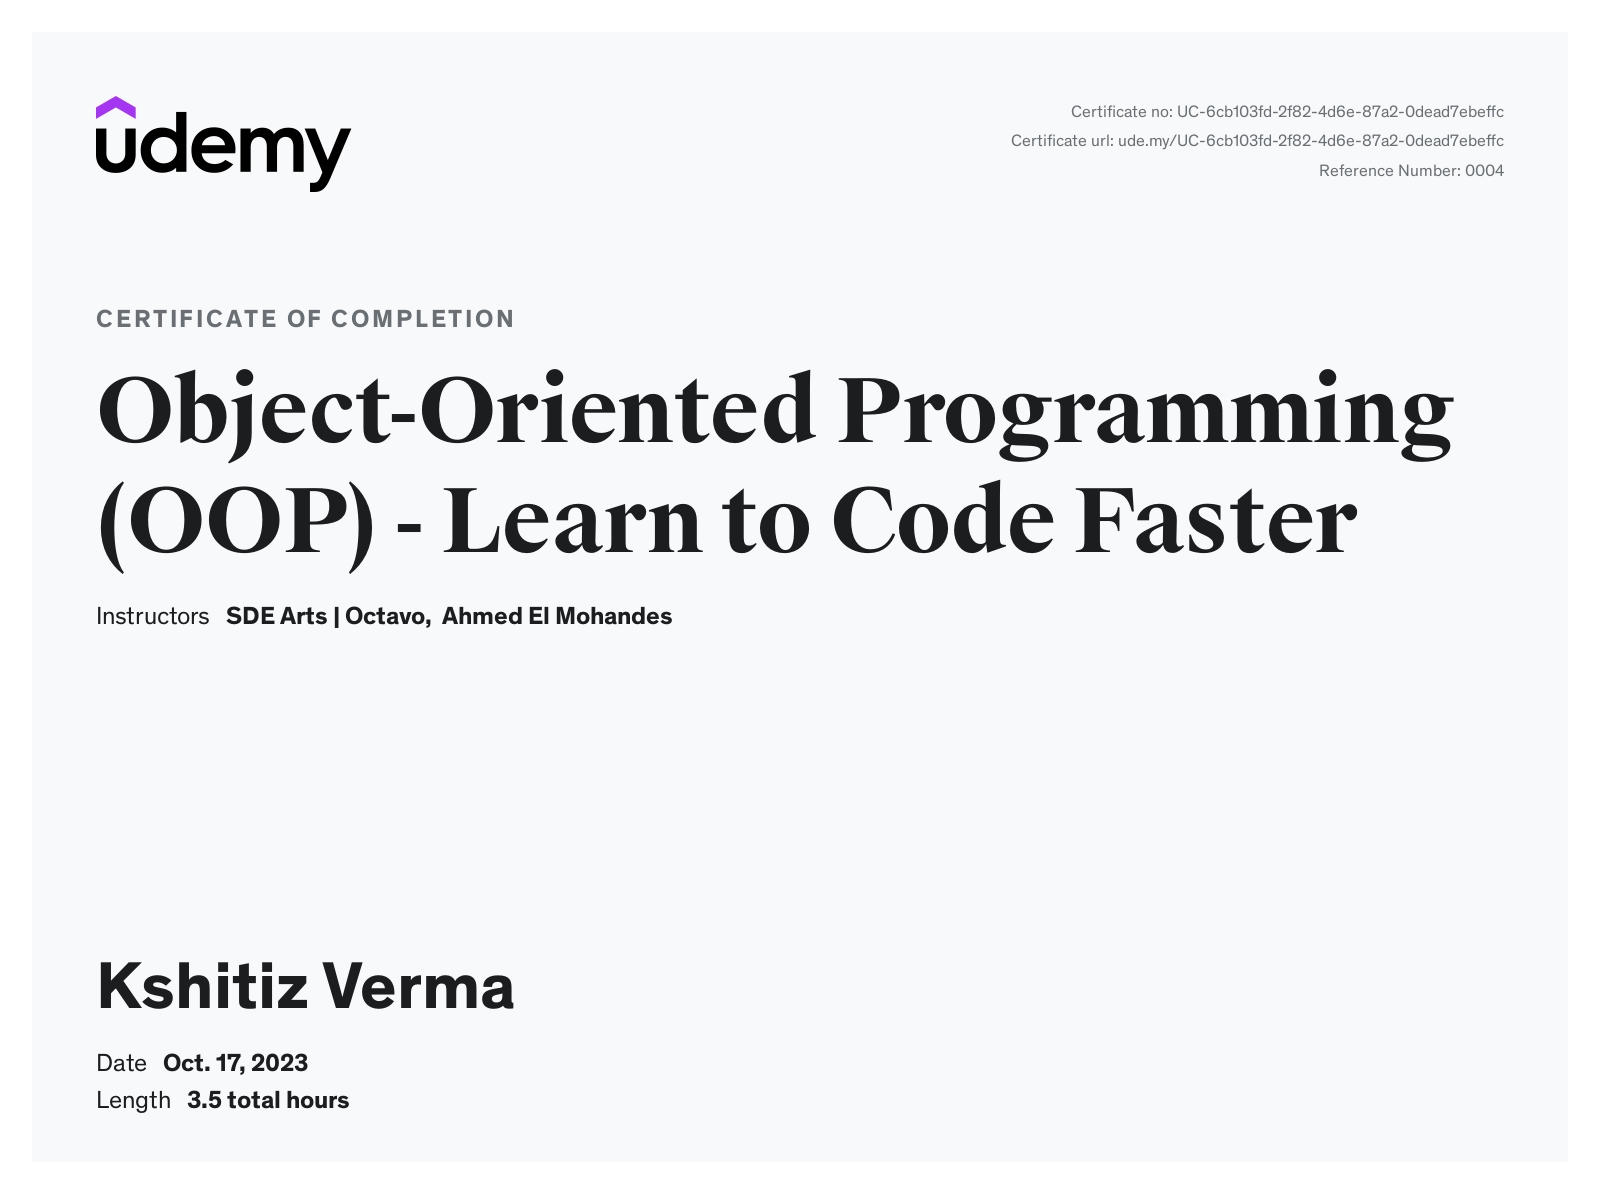 udemy
Certificate no: UC-6cb103fd-2f82-4d6e-87a2-0dead7ebeffc
Certificate url: ude.my/UC-6cb103fd-2f82-4d6e-87a2-0dead7ebeffc
Reference Number: 0004
CERTIFICATE OF COMPLETION
Object-Oriented Programming
(OOP) - Learn to Code Faster
Instructors SDE Arts | Octavo, Ahmed El Mohandes
Kshitiz Verma
Date Oct. 17, 2023
Length 3.5 total hours